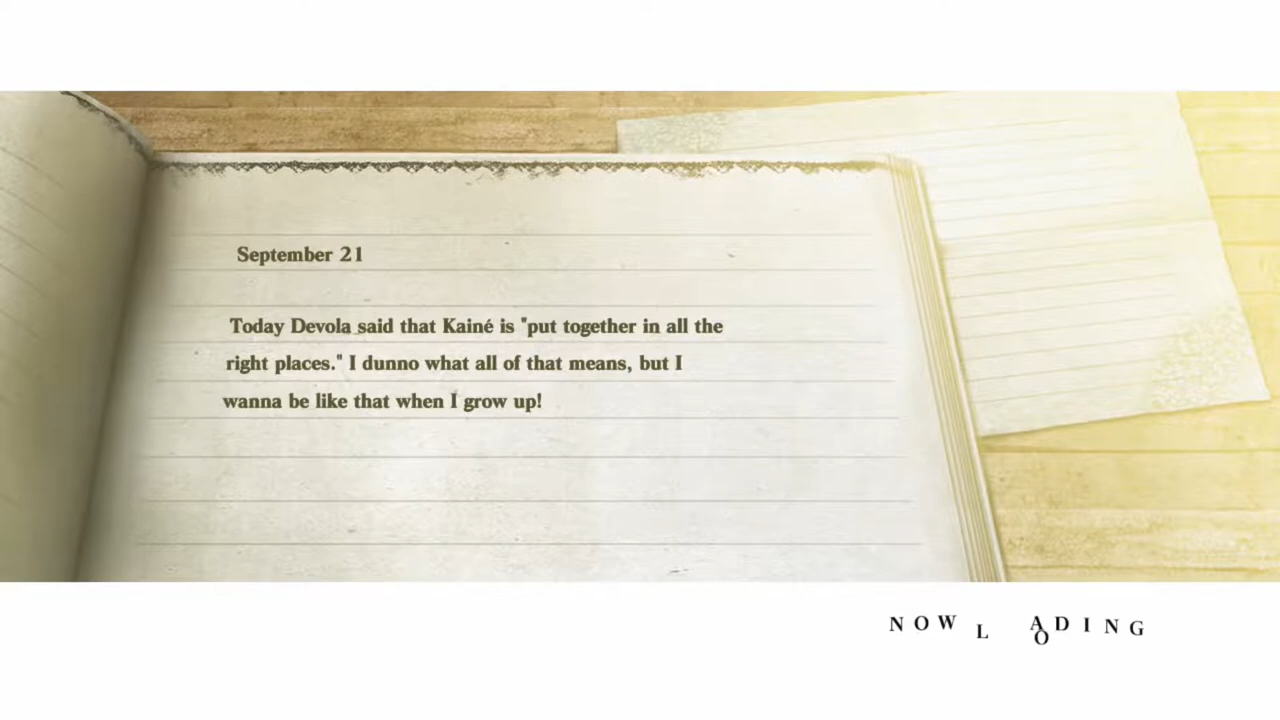 September 21
Today Devola said that Kainé is "put together in all the
right places." I dunno what all of that means, but I
wanna be like that when I grow up!
NOW LOADING